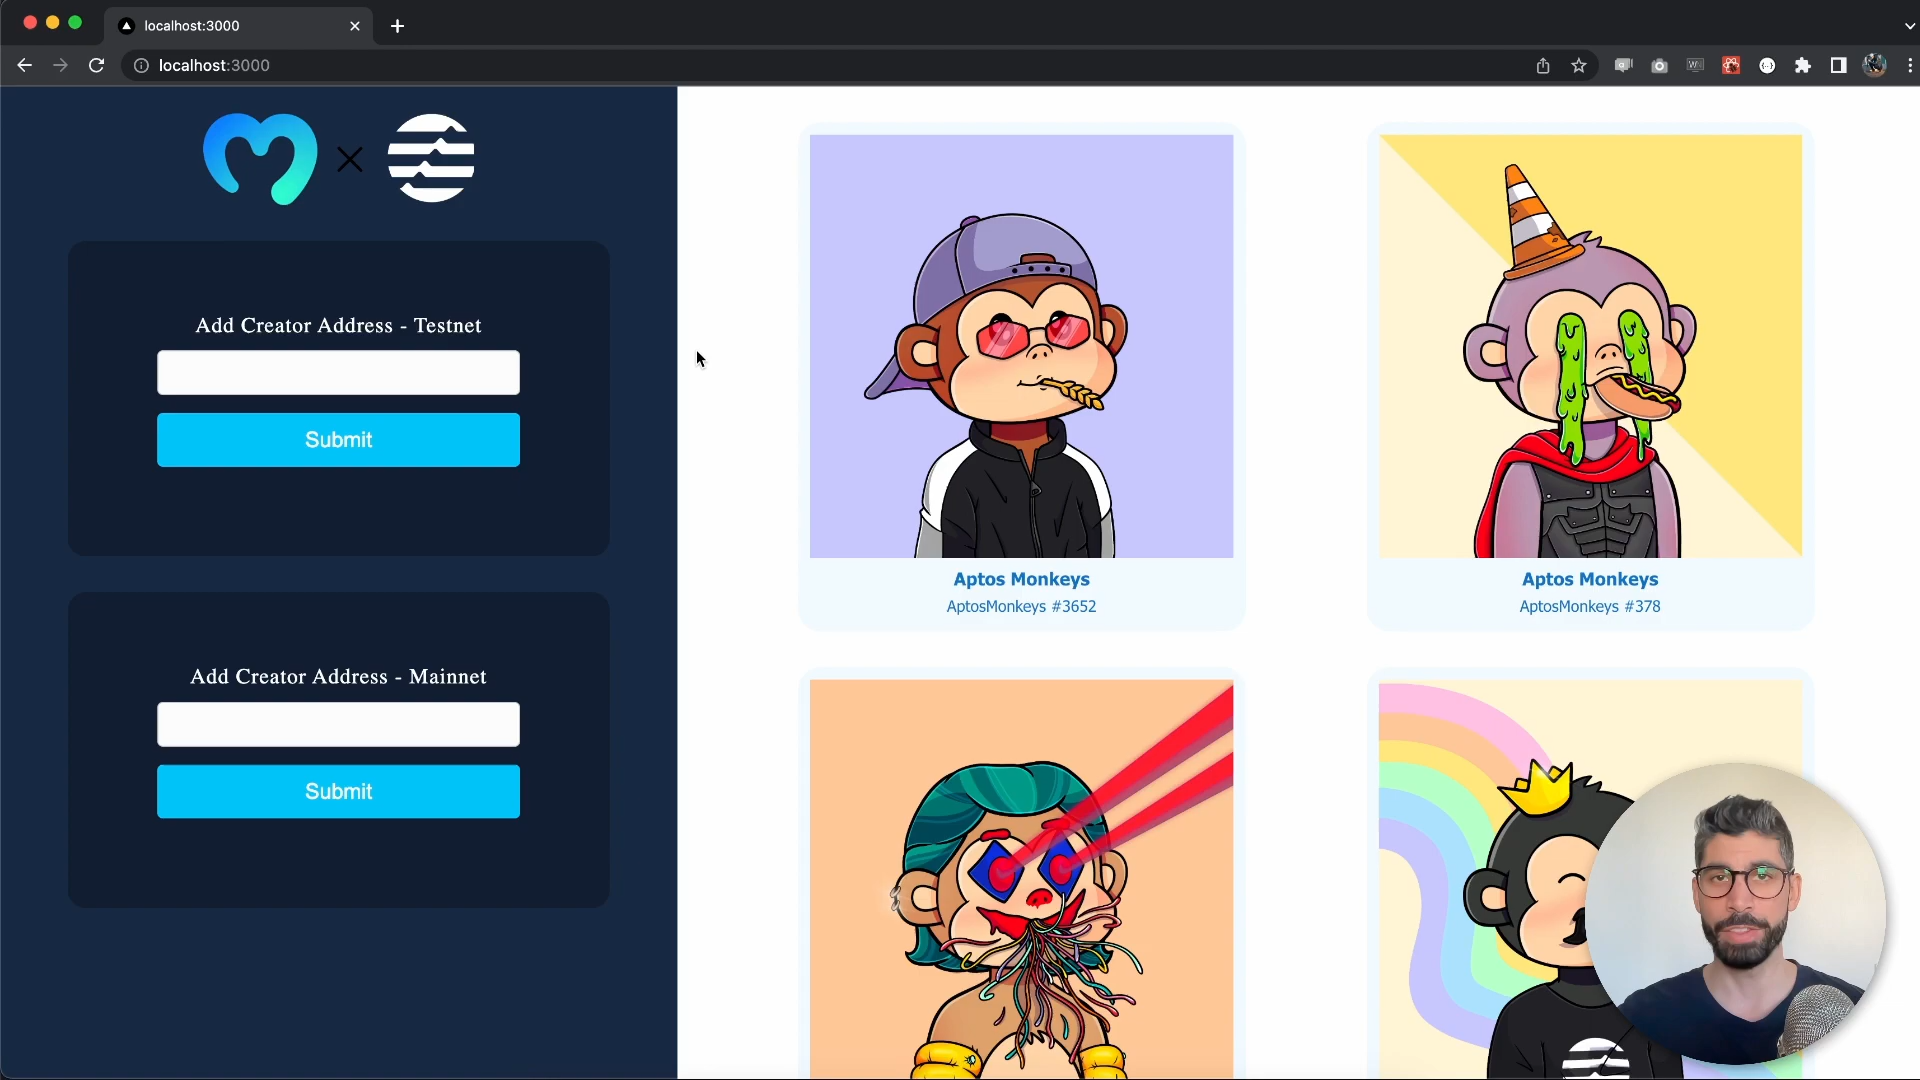 localhost:3000
localhost:3000
Add Creator Address - Testnet
Submit
Add Creator Address - Mainnet
Submit
Aptos Monkeys
AptosMonkeys #3652
Aptos Monkeys
AptosMonkeys #378